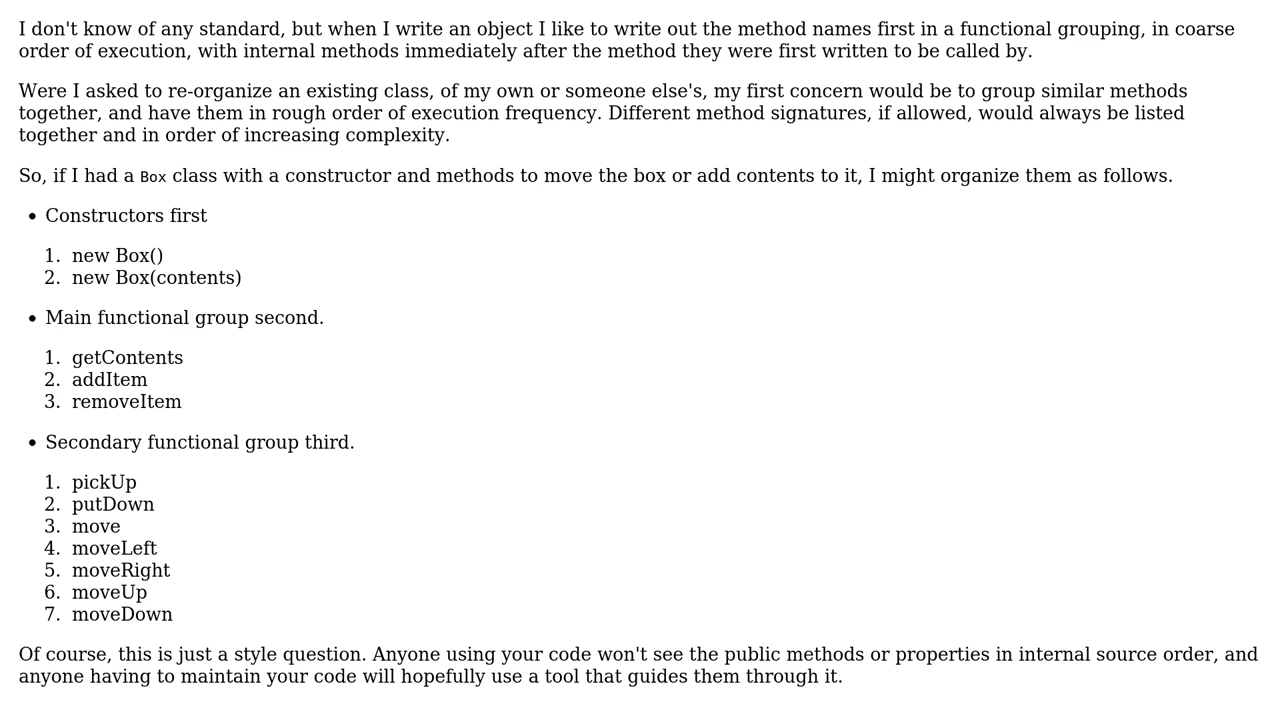 I don't know of any standard, but when I write an object I like to write out the method names first in a functional grouping, in coarse
order of execution, with internal methods immediately after the method they were first written to be called by.
Were I asked to re-organize an existing class, of my own or someone else's, my first concern would be to group similar methods
together, and have them in rough order of execution frequency. Different method signatures, if allowed, would always be listed
together and in order of increasing complexity.
So, if I had a Box class with a constructor and methods to move the box or add contents to it, I might organize them as follows.
• Constructors first
1. new Box()
2. new Box(contents)
• Main functional group second.
1. getContents
2. addItem
3. removeItem
• Secondary functional group third.
1. pickUp
2. putDown
3. move
4. moveLeft
5. moveRight
6. moveUp
7. moveDown
Of course, this is just a style question. Anyone using your code won't see the public methods or properties in internal source order, and
anyone having to maintain your code will hopefully use a tool that guides them through it.